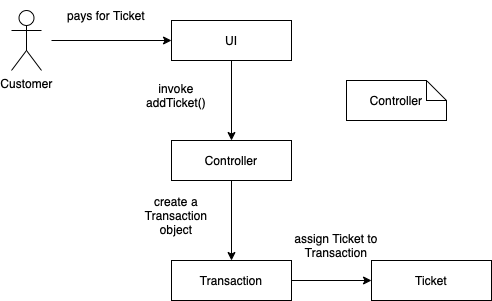 pays for Ticket
UI
Customer
invoke
addTicket()
Controller
Controller
create a
Transaction
object
assign Ticket to
Transaction
Transaction
Ticket